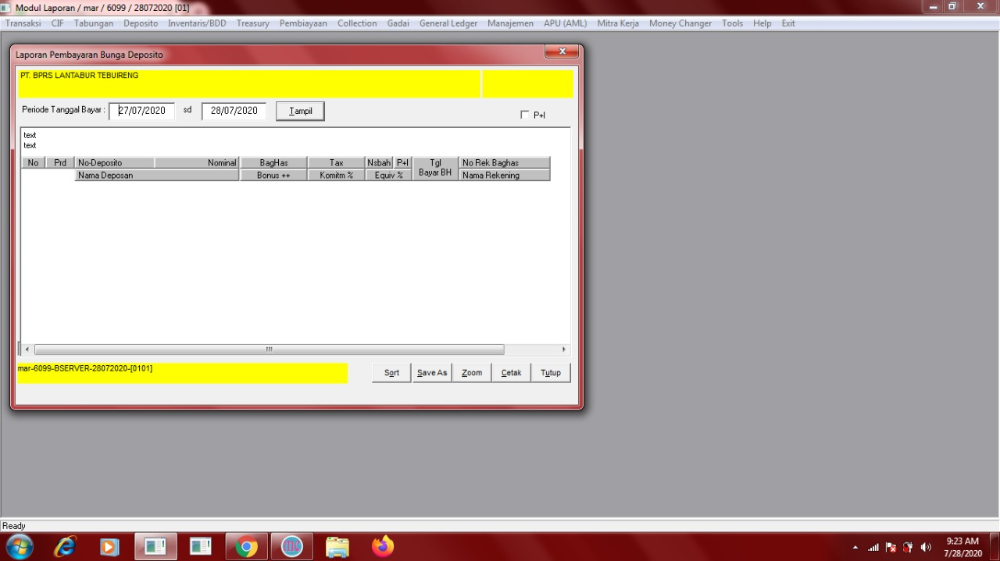 Modul Laporan / mar / 6099 / 28072020 [01]
Transaksi CIF Tabungan Deposito Inventaris/BDD Treasury Pembiayaan Collection Gadai General Ledger Manajemen APU (AML) Mitra Kerja Money Changer Tools Help Exit
Laporan Pembayaran Bunga Deposito
PT. BPRS LANTABUR TEBUIRENG
Periode Tanggal Bayar : 27/07/2020 sd 28/07/2020 Tampil P+I
text
text
No Prd No-Deposito Nominal BagHas Tax Nsbah P+I Tgl No Rek Baghas
Nama Deposan Bonus ++ Komitm % Equiv % Bayar BH Nama Rekening
mar-6099-BSERVER-28072020-[0101]
Sort Save As Zoom Cetak Tutup
Ready
9:23 AM
7/28/2020